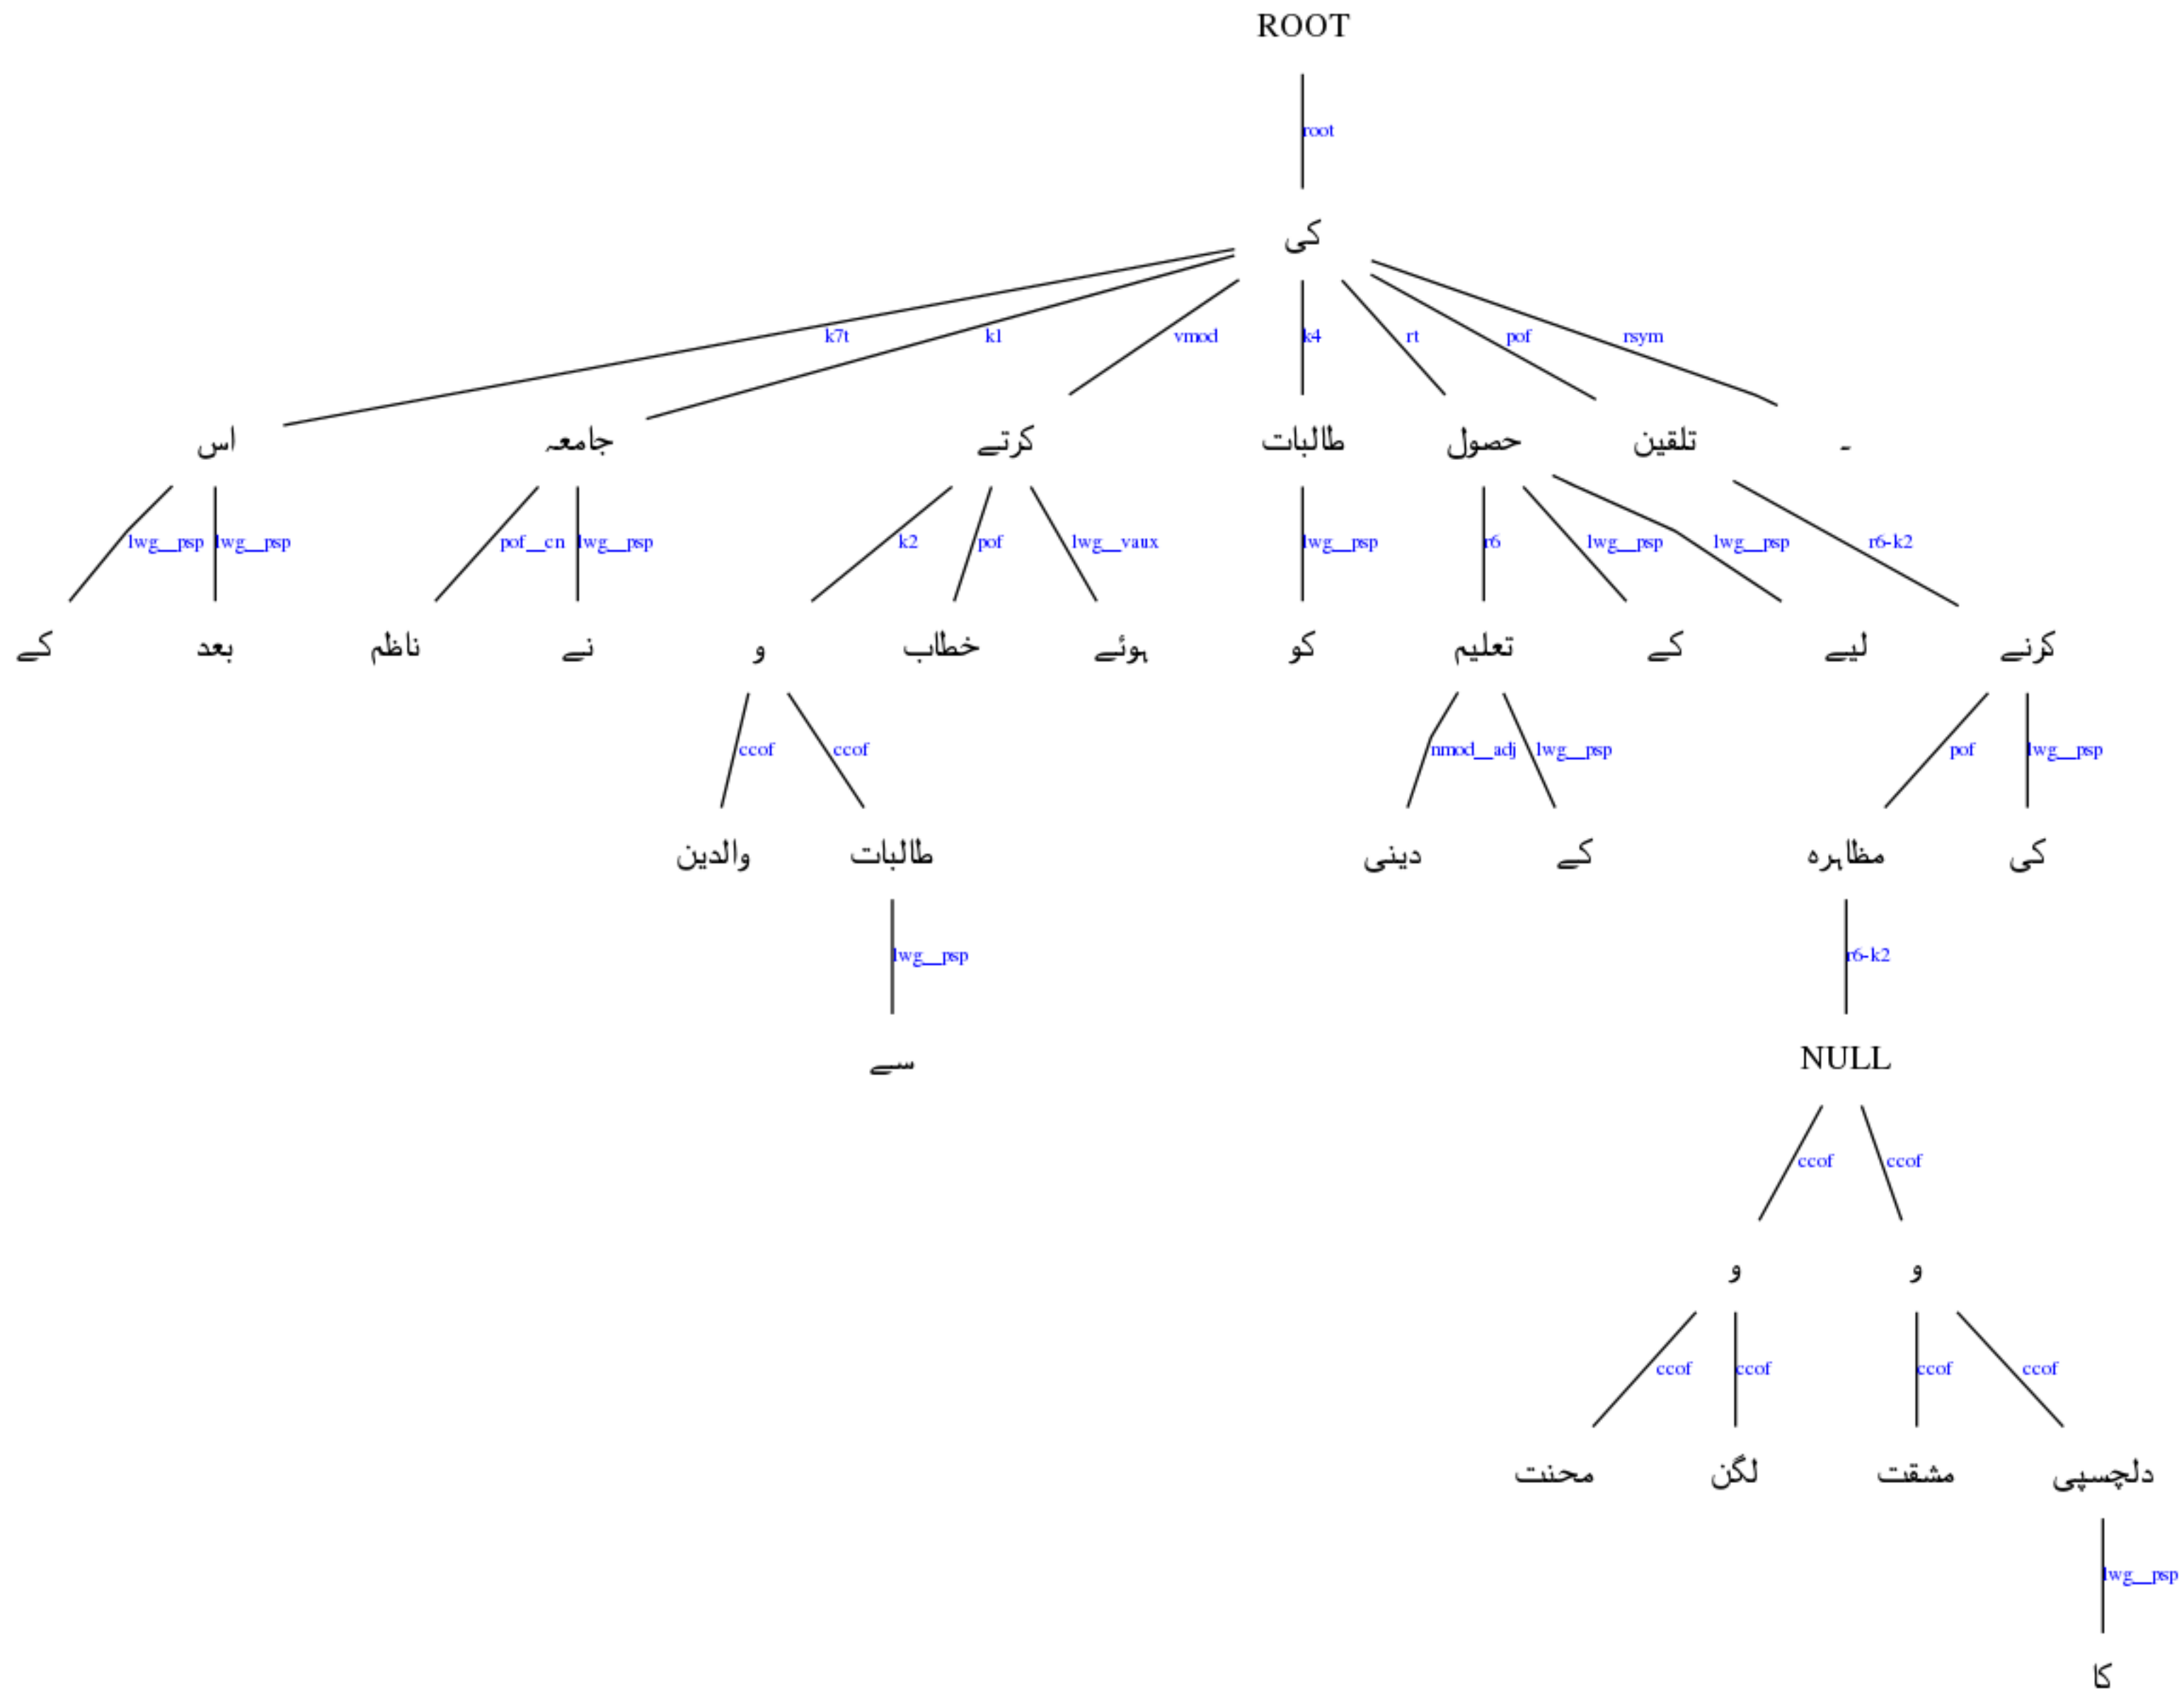 ROOT
root
کی
k7t k1 vmod k4 rt pof rsym
اس جامعہ کرتے طالبات حصول تلقین ۔
lwg__psp lwg__psp pof__cn lwg__psp k2 pof lwg__vaux lwg__psp r6 lwg__psp lwg__psp r6-k2
کے بعد ناظم نے و خطاب ہوئے کو تعلیم کے لیے کرنے
ccof ccof nmod__adj lwg__psp pof lwg__psp
والدین طالبات دینی کے مظاہرہ کی
lwg__psp r6-k2
سے NULL
ccof ccof
و و
ccof ccof ccof ccof
محنت لگن مشقت دلچسپی
lwg__psp
کا